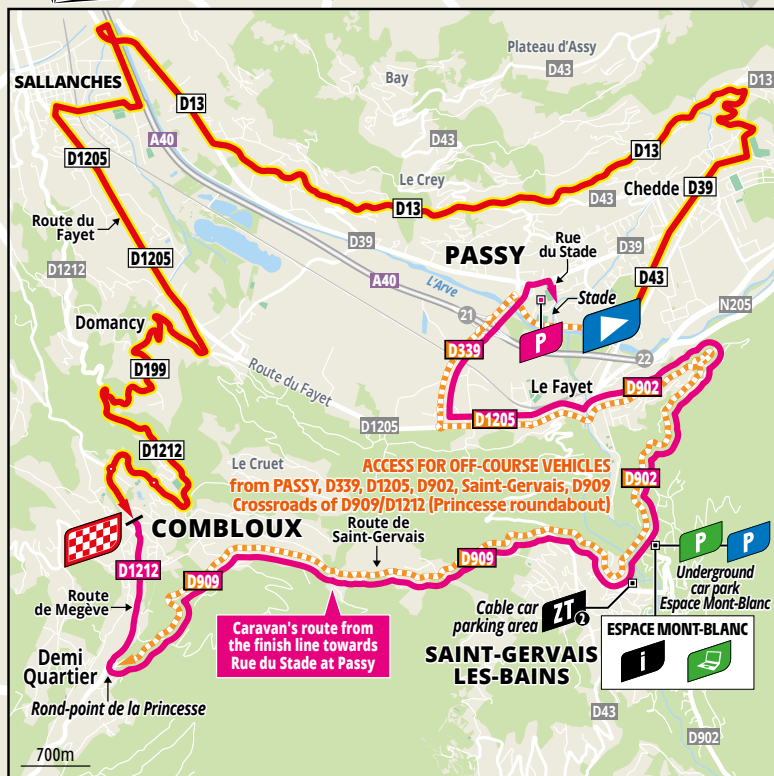 Plateau d'Assy
D43
D13
Bay
SALLANCHES
D13
A40
D43
D13
D1205
Le Crey
Chedde
D39
D13
D43
Route du
Fayet
D39
PASSY
Rue
du Stade
D39
D1212
D1205
A40
L'Arve
D43
Stade
N205
21
Domancy
P
22
D339
D199
Route du Fayet
Le Fayet
D902
D1205
D1205
D1212
Le Cruet
ACCESS FOR OFF-COURSE VEHICLES
from PASSY, D339, D1205, D902, Saint-Gervais, D909
Crossroads of D909/D1212 (Princesse roundabout)
D902
COMBLOUX
Route de
Saint-Gervais
D1212
D909
D909
P
P
Underground
car park
Espace Mont-Blanc
Route
de Megève
Cable car
parking area
ZT
2
Caravan's route from
the finish line towards
Rue du Stade at Passy
ESPACE MONT-BLANC
i
Demi
Quartier
SAINT-GERVAIS
LES-BAINS
Rond-point de la Princesse
D43
D902
700m